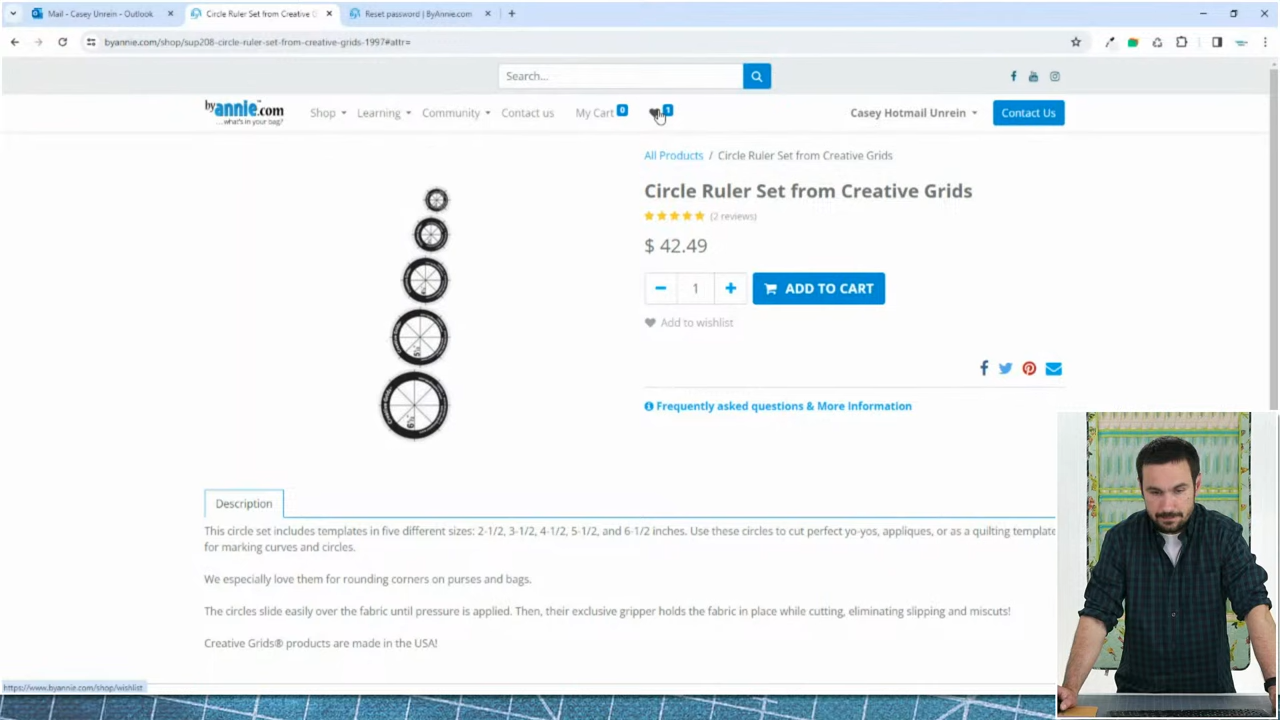 Mail - Casey Unrein - Outlook
Circle Ruler Set from Creative G
Reset password | ByAnnie.com
byannie.com/shop/sup208-circle-ruler-set-from-creative-grids-1997#attr=
Search...
byannie.com
...what's in your bag?
Shop
Learning
Community
Contact us
My Cart 0
1
Casey Hotmail Unrein
Contact Us
All Products / Circle Ruler Set from Creative Grids
Circle Ruler Set from Creative Grids
(2 reviews)
$ 42.49
1
ADD TO CART
Add to wishlist
Frequently asked questions & More Information
Description
This circle set includes templates in five different sizes: 2-1/2, 3-1/2, 4-1/2, 5-1/2, and 6-1/2 inches. Use these circles to cut perfect yo-yos, appliques, or as a quilting template
for marking curves and circles.
We especially love them for rounding corners on purses and bags.
The circles slide easily over the fabric until pressure is applied. Then, their exclusive gripper holds the fabric in place while cutting, eliminating slipping and miscuts!
Creative Grids® products are made in the USA!
https://www.byannie.com/shop/wishlist